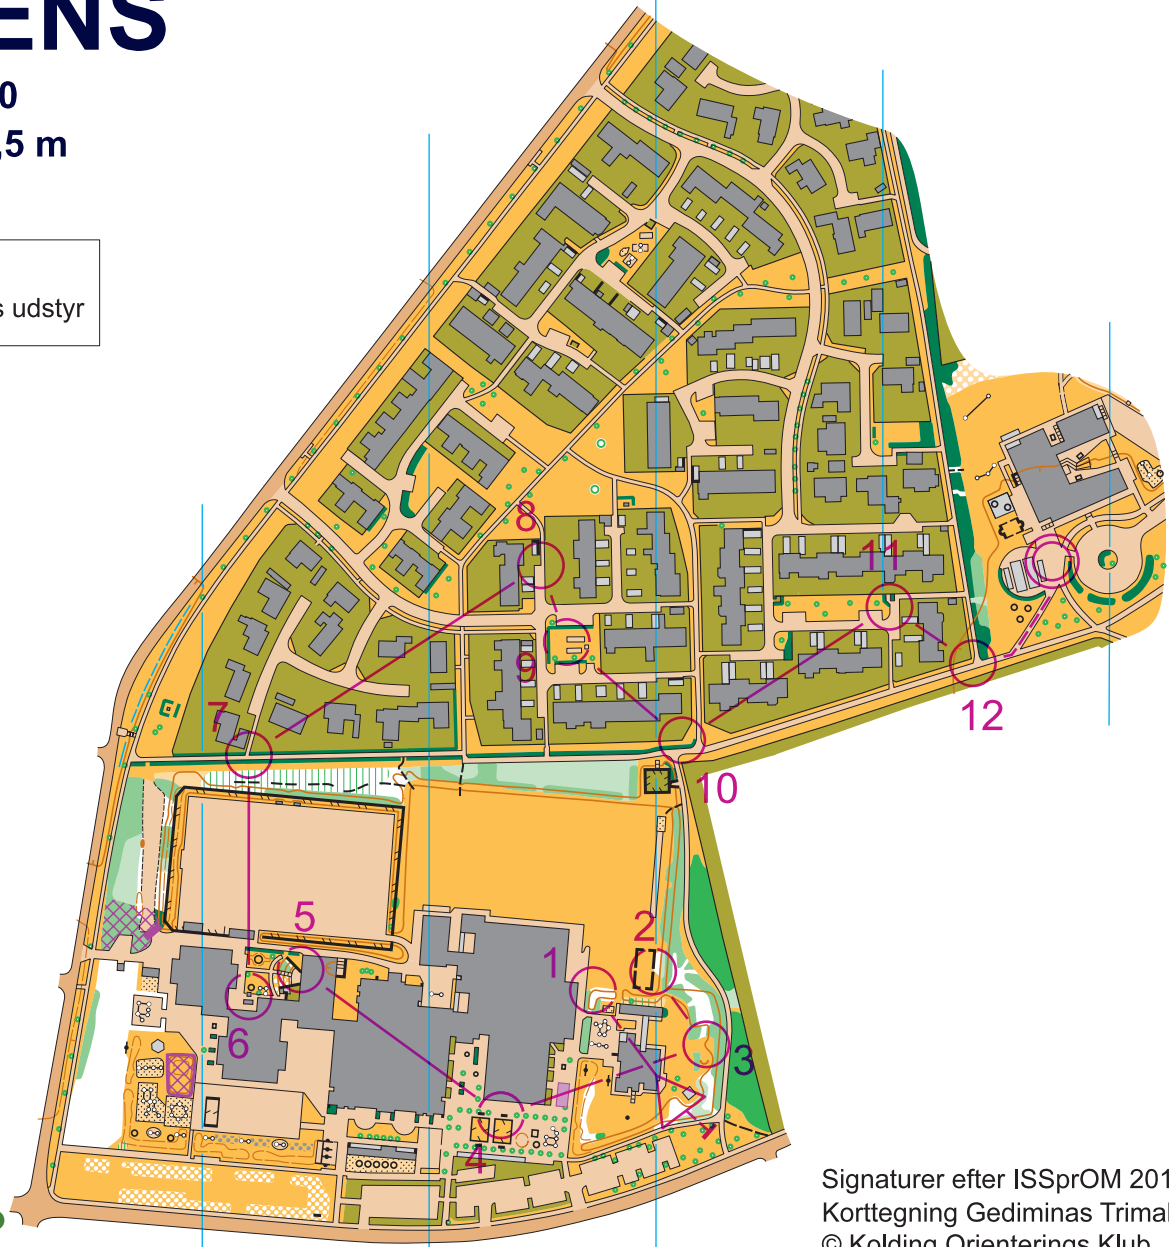 ENS
0
,5 m
s udstyr
8
11
9
7
12
10
5
2
1
6
3
4
Signaturer efter ISSprOM 201
Korttegning Gediminas Trimal
© Kolding Orienterings Klub